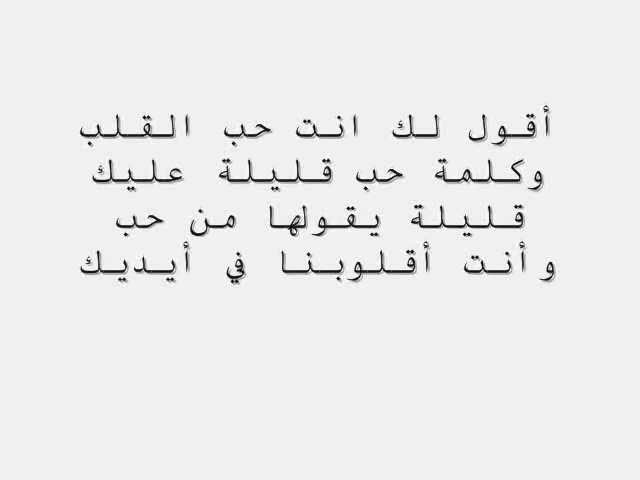 أقول لك انت حب القلب
وكلمة حب قليلة عليك
قليلة يقولها من حب
وأنت أقلوبنا في أيديك